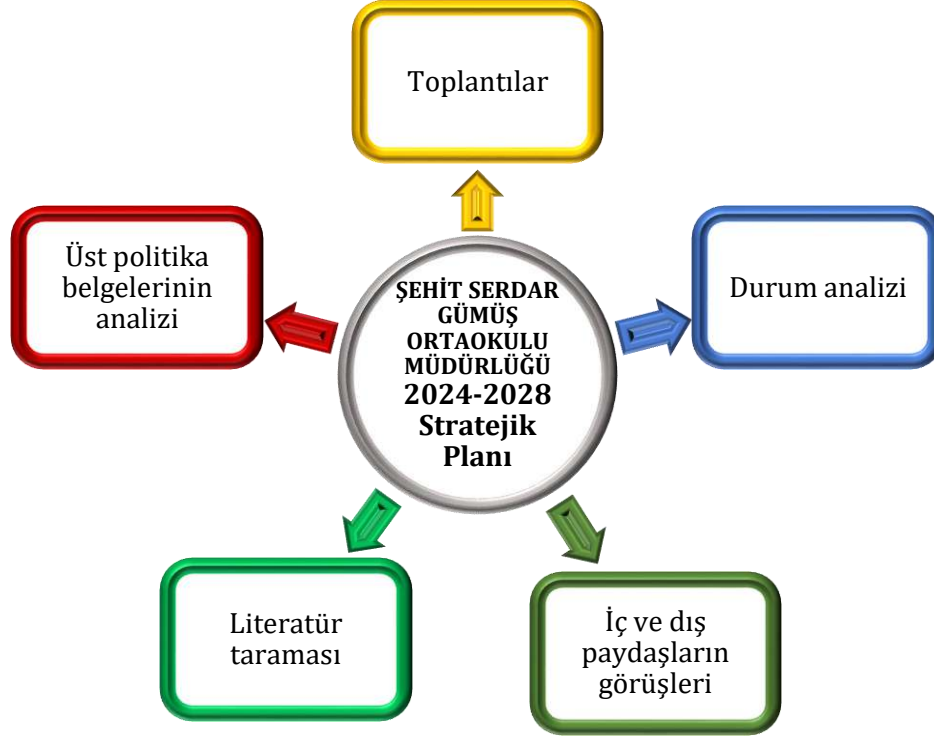 Toplantılar
Üst politika
belgelerinin
analizi
ŞEHİT SERDAR
GÜMÜŞ
ORTAOKULU
MÜDÜRLÜĞÜ
2024-2028
Stratejik
Planı
Durum analizi
Literatür
taraması
İç ve dış
paydaşların
görüşleri